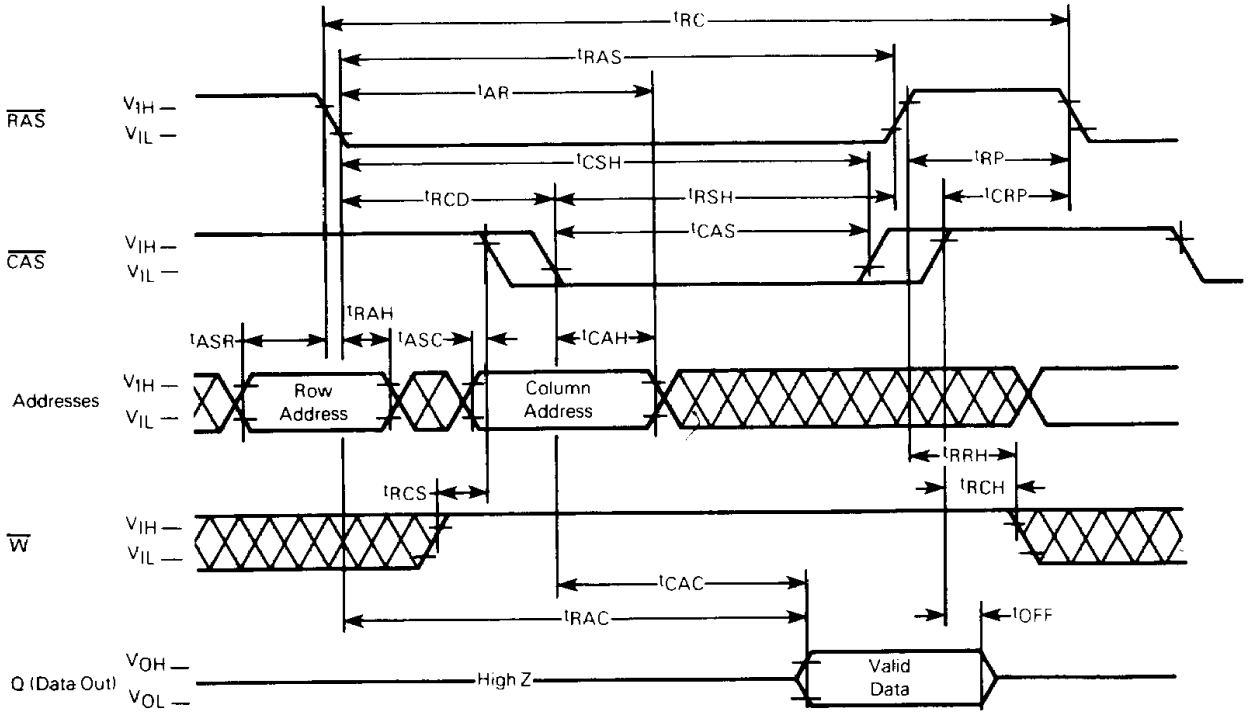 tRC
tRAS
tAR
RAS
VIH
VIL
tCSH
tRP
tRCD
tRSH
tCRP
CAS
VIH
VIL
tCAS
tRAH
tASR
tASC
tCAH
Addresses
VIH
VIL
Row
Address
Column
Address
tRRH
tRCS
tRCH
W
VIH
VIL
tCAC
tRAC
tOFF
Q (Data Out)
VOH
VOL
High Z
Valid
Data